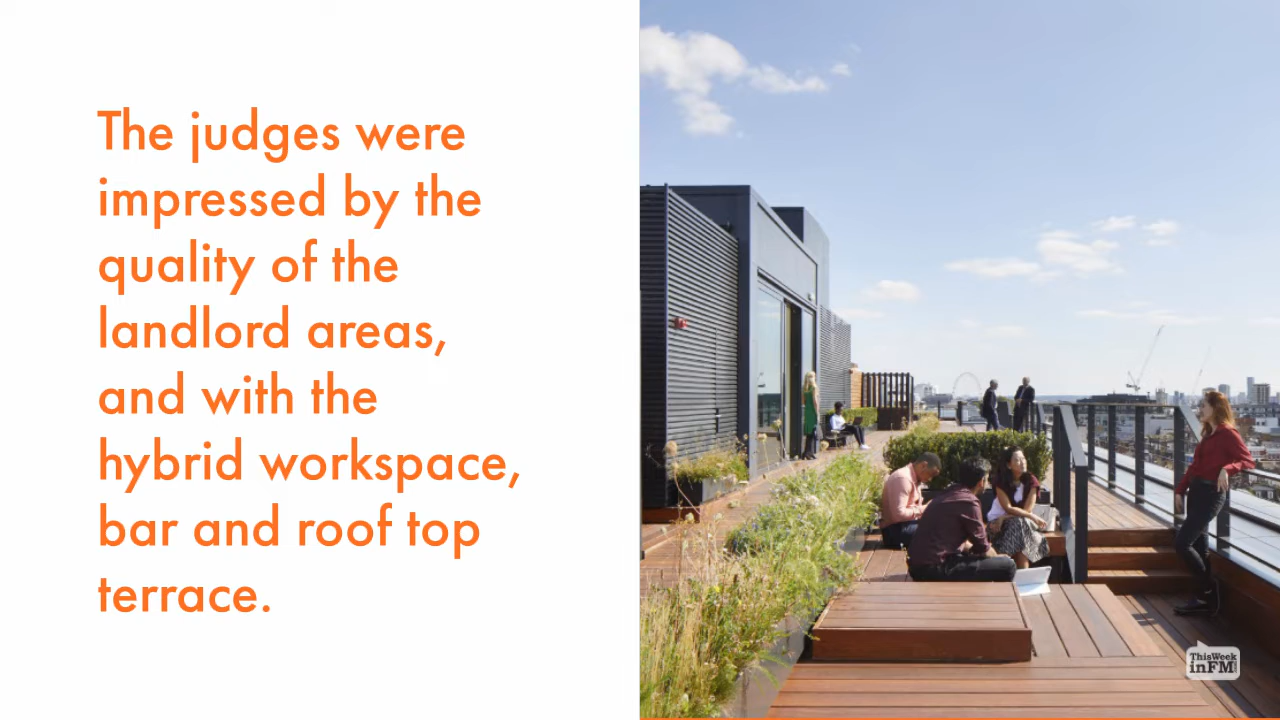 The judges were
impressed by the
quality of the
landlord areas,
and with the
hybrid workspace,
bar and roof top
terrace.
ThisWeek
inFM